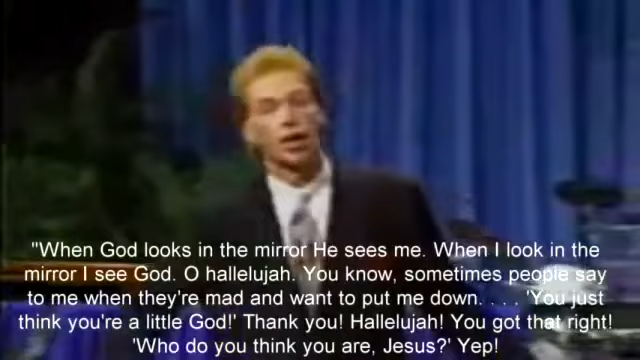 "When God looks in the mirror He sees me. When I look in the
mirror I see God. O hallelujah. You know, sometimes people say
to me when they're mad and want to put me down. . . . 'You just
think you're a little God!' Thank you! Hallelujah! You got that right!
'Who do you think you are, Jesus?' Yep!